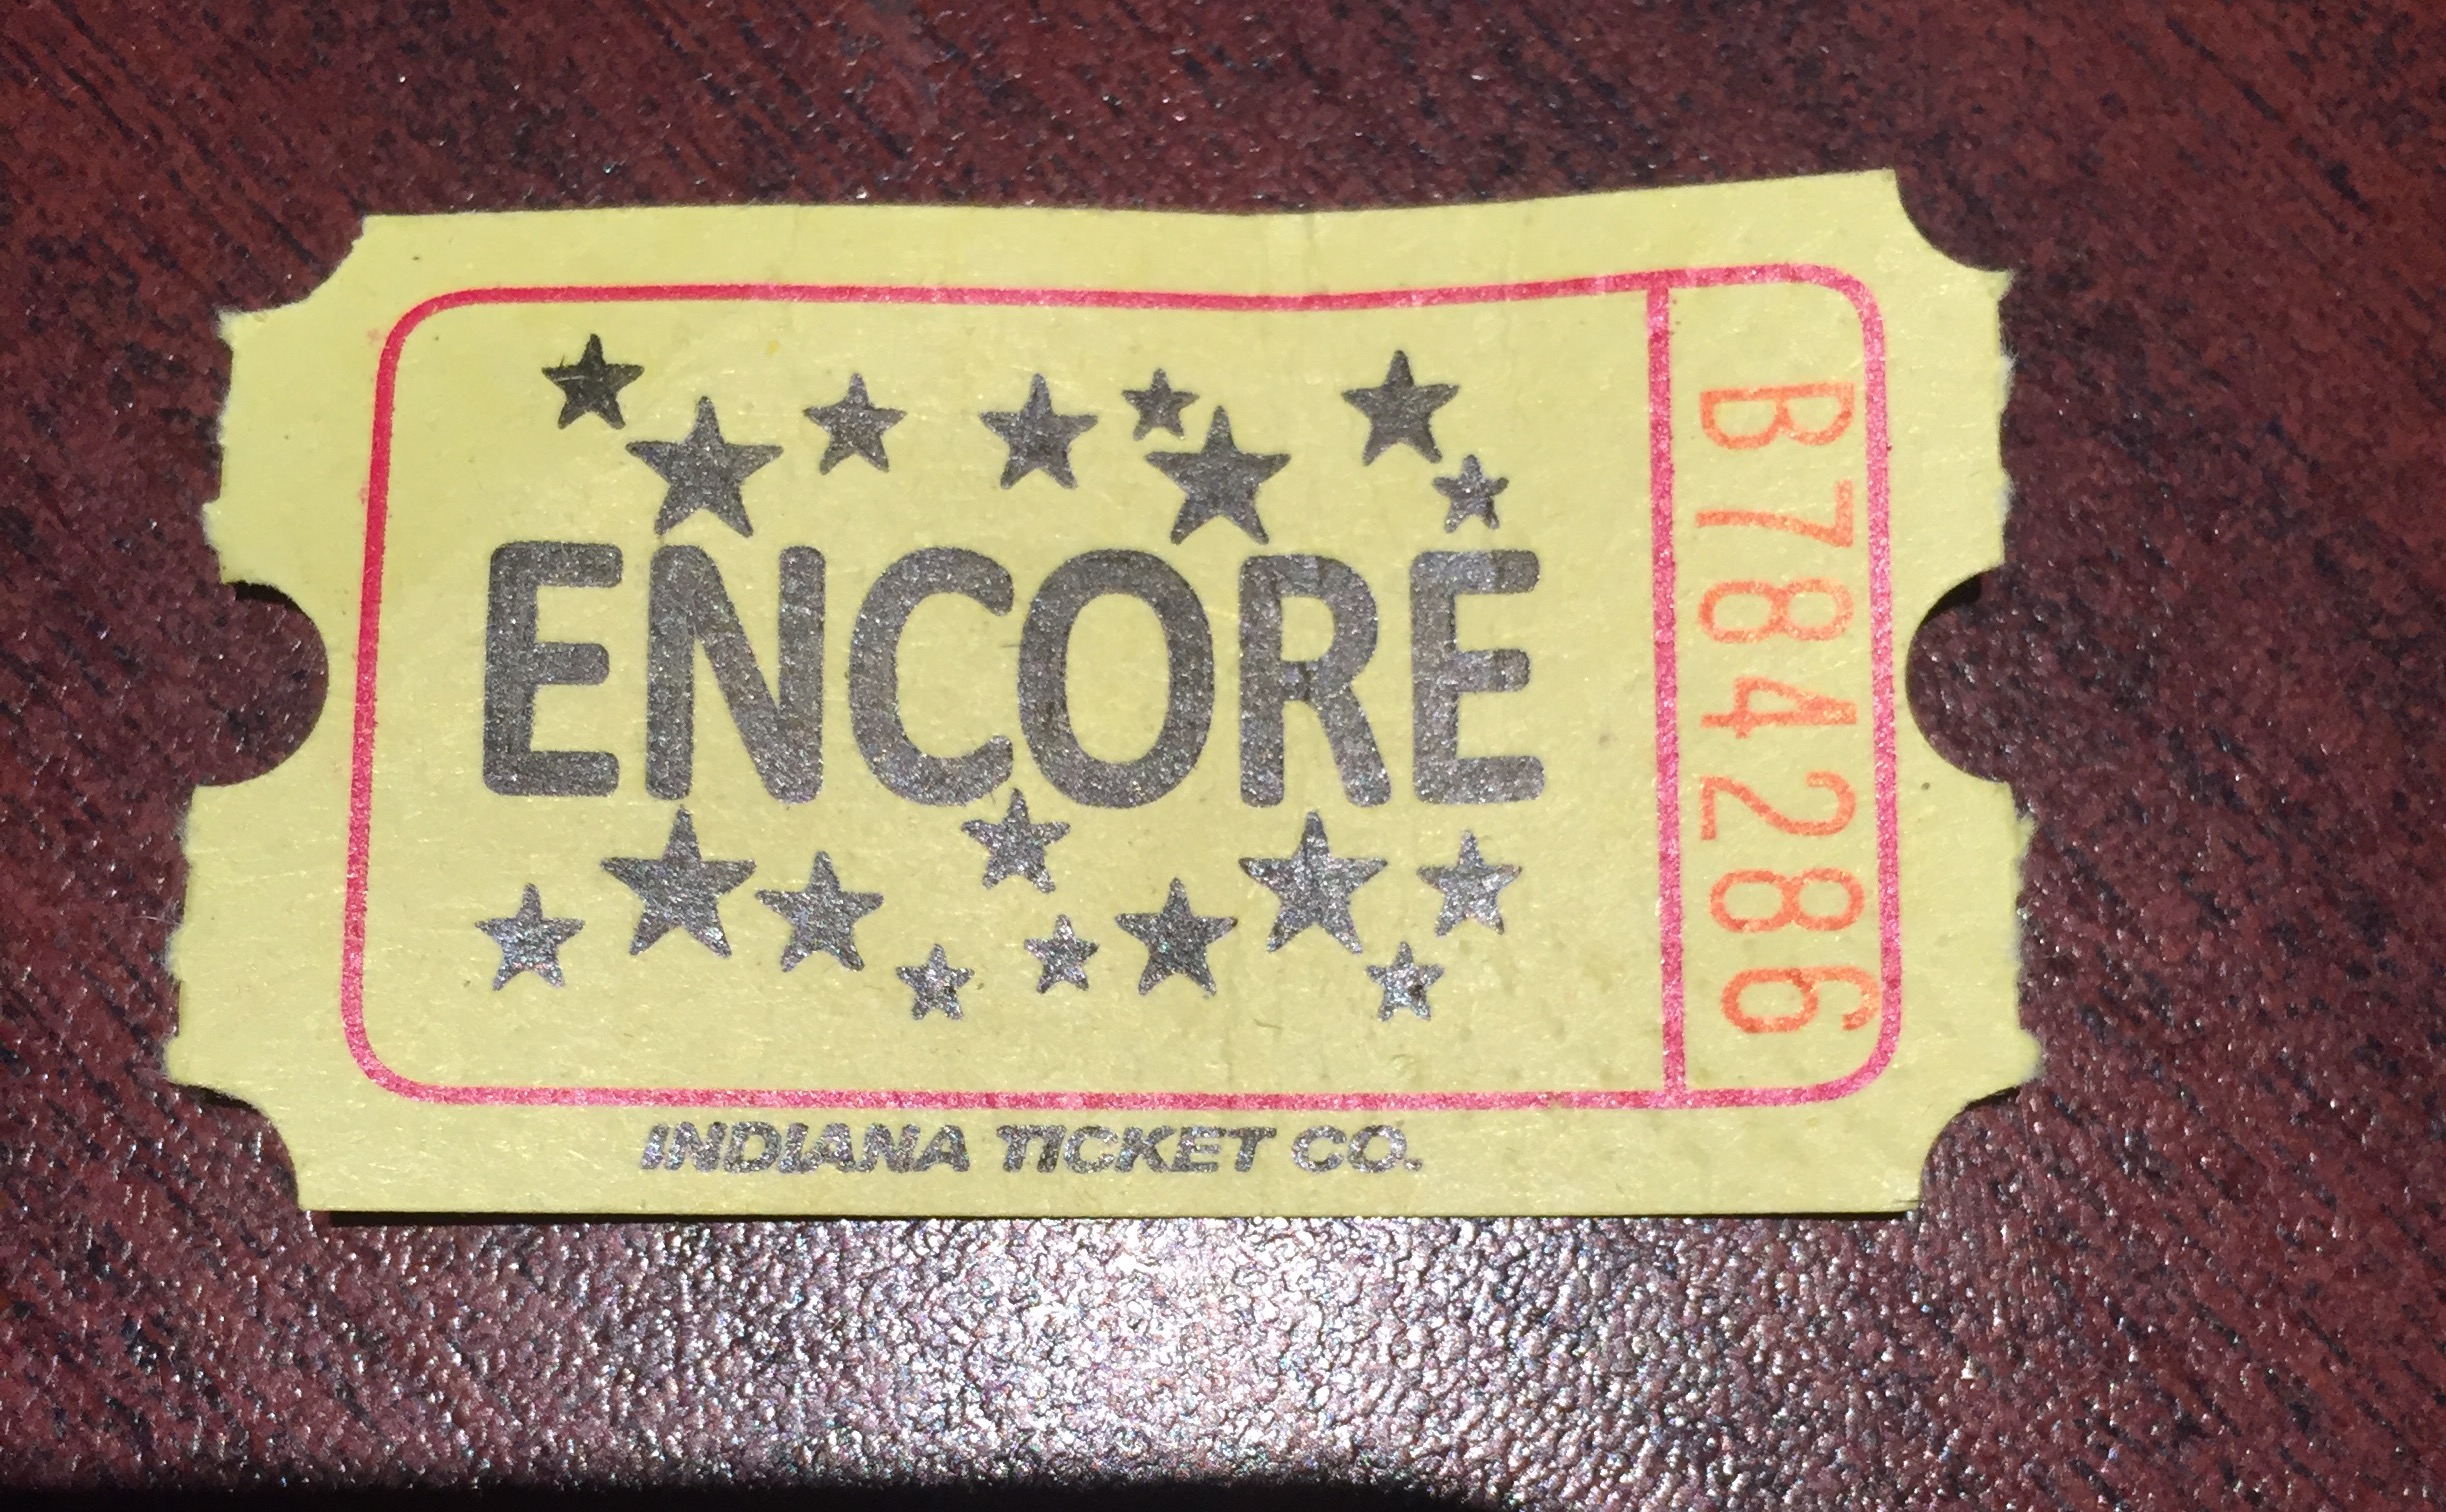 ENCORE
B784286
INDIANA TICKET CO.